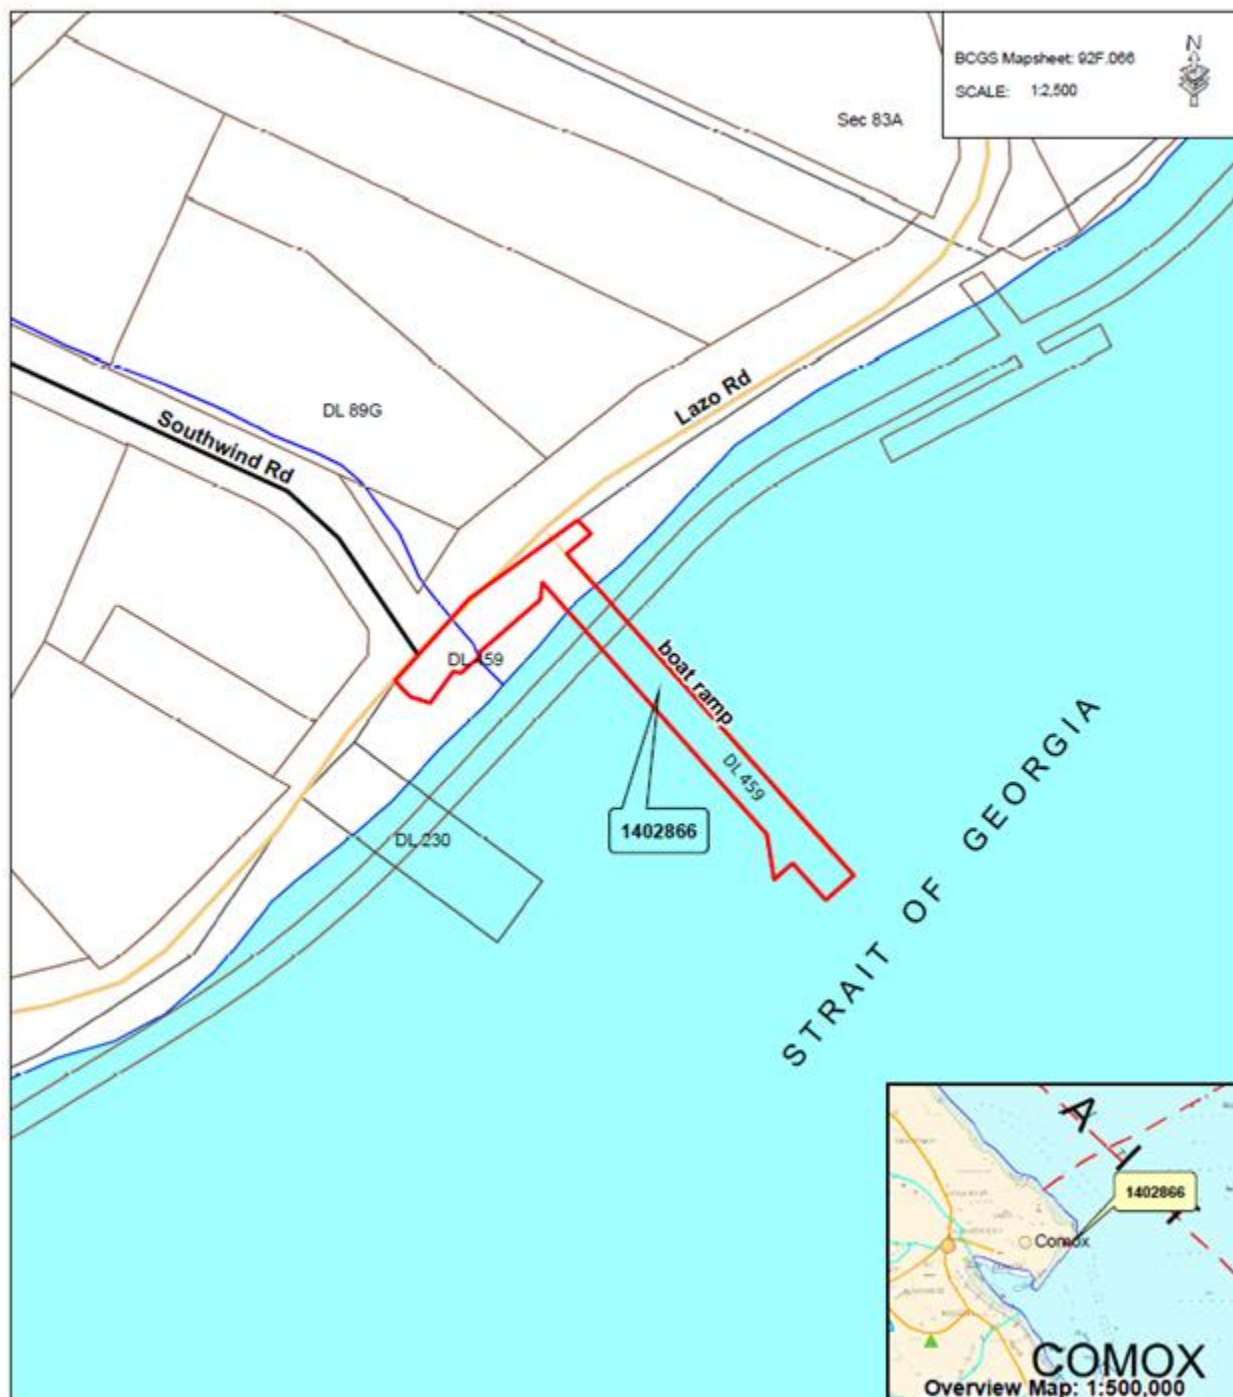 BCGS Mapsheet: 92F.066
N
SCALE: 1:2,500
Sec 83A
Lazo Rd
DL 89G
Southwind Rd
DL 459
boat ramp
DL 459
1402866
DL 230
STRAIT OF GEORGIA
A
1402866
Comox
COMOX
Overview Map: 1:500,000